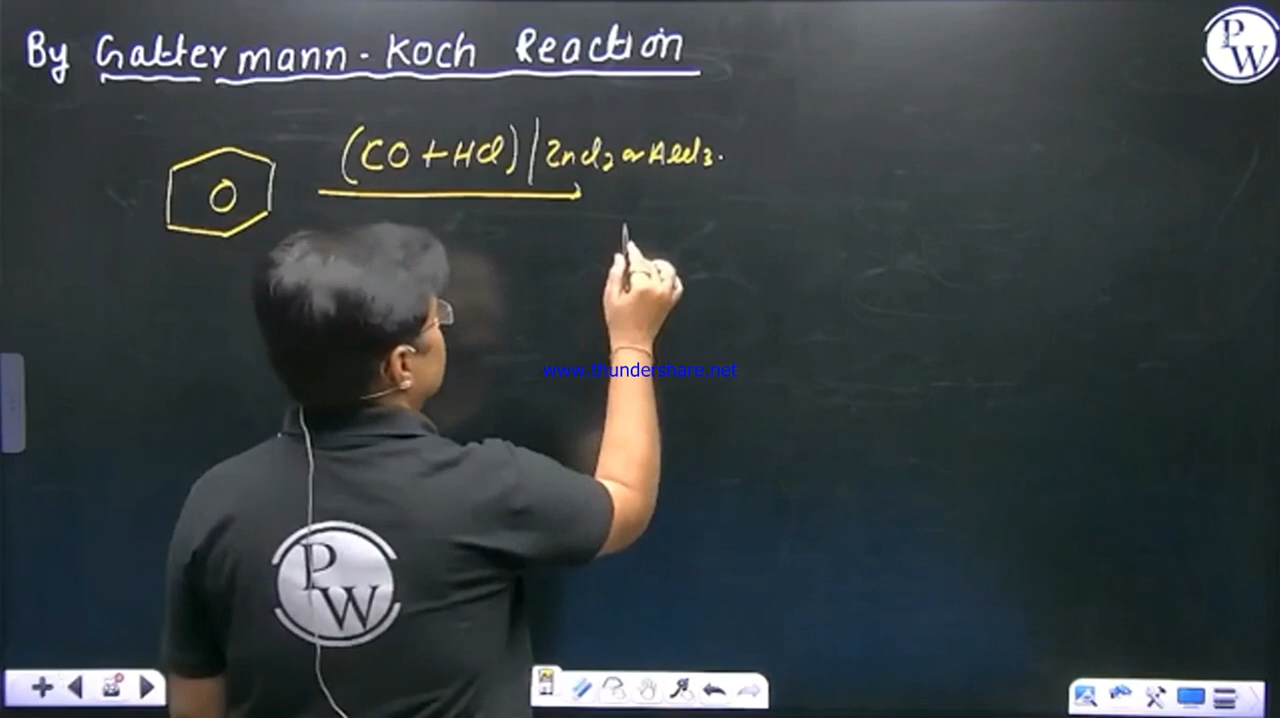 By Gattermann - Koch Reaction
PW
(CO + HCl) | ZnCl₂ or AlCl₃.
www.thundershare.net
PW